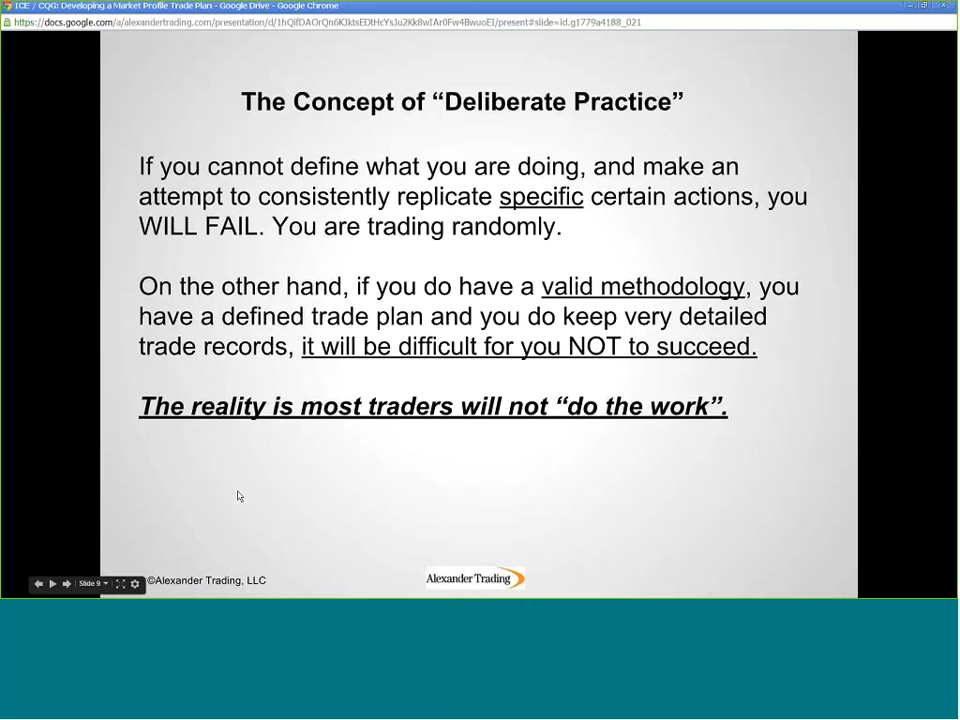 ICE / CQG: Developing a Market Profile Trade Plan - Google Drive - Google Chrome
The Concept of “Deliberate Practice”
If you cannot define what you are doing, and make an
attempt to consistently replicate specific certain actions, you
WILL FAIL. You are trading randomly.
On the other hand, if you do have a valid methodology, you
have a defined trade plan and you do keep very detailed
trade records, it will be difficult for you NOT to succeed.
The reality is most traders will not “do the work”.
Slide 9
©Alexander Trading, LLC
Alexander Trading